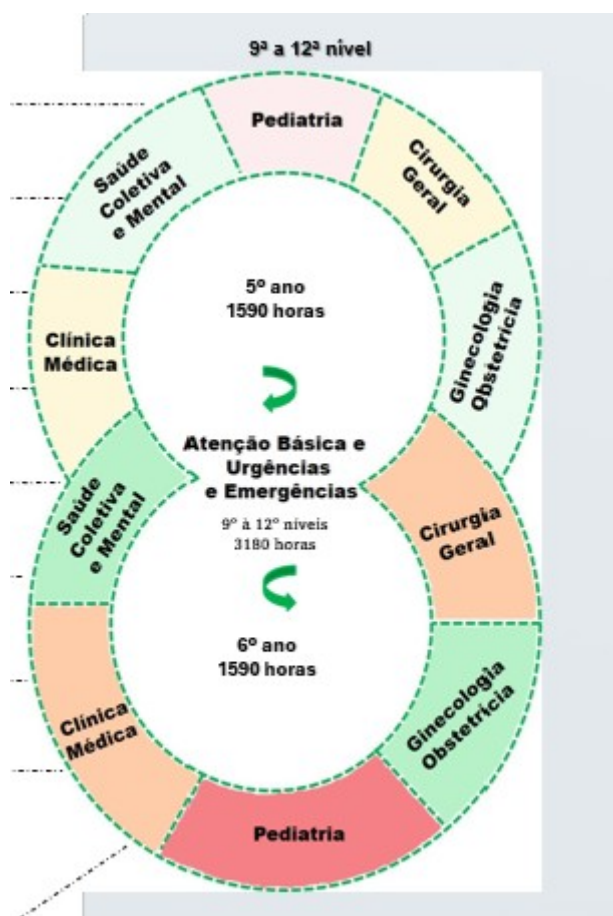 9ª a 12ª nível
Pediatria
Cirurgia
Geral
Saúde
Coletiva
e Mental
Ginecologia
Obstetrícia
Clínica
Médica
5º ano
1590 horas
Atenção Básica e
Urgências
e Emergências
9º à 12º níveis
3180 horas
Saúde
Coletiva
e Mental
Cirurgia
Geral
6º ano
1590 horas
Clínica
Médica
Ginecologia
Obstetrícia
Pediatria